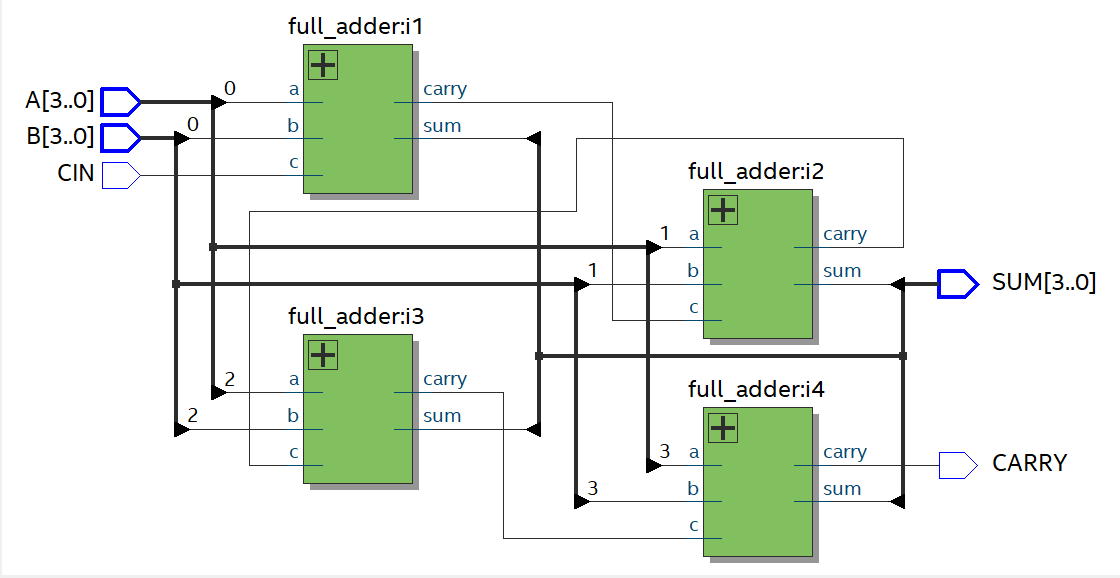 full_adder:i1
A[3..0]
0
a
carry
B[3..0]
0
b
sum
CIN
c
full_adder:i2
1
a
carry
1
b
sum
SUM[3..0]
c
full_adder:i3
2
a
carry
2
b
sum
c
full_adder:i4
3
a
carry
CARRY
3
b
sum
c